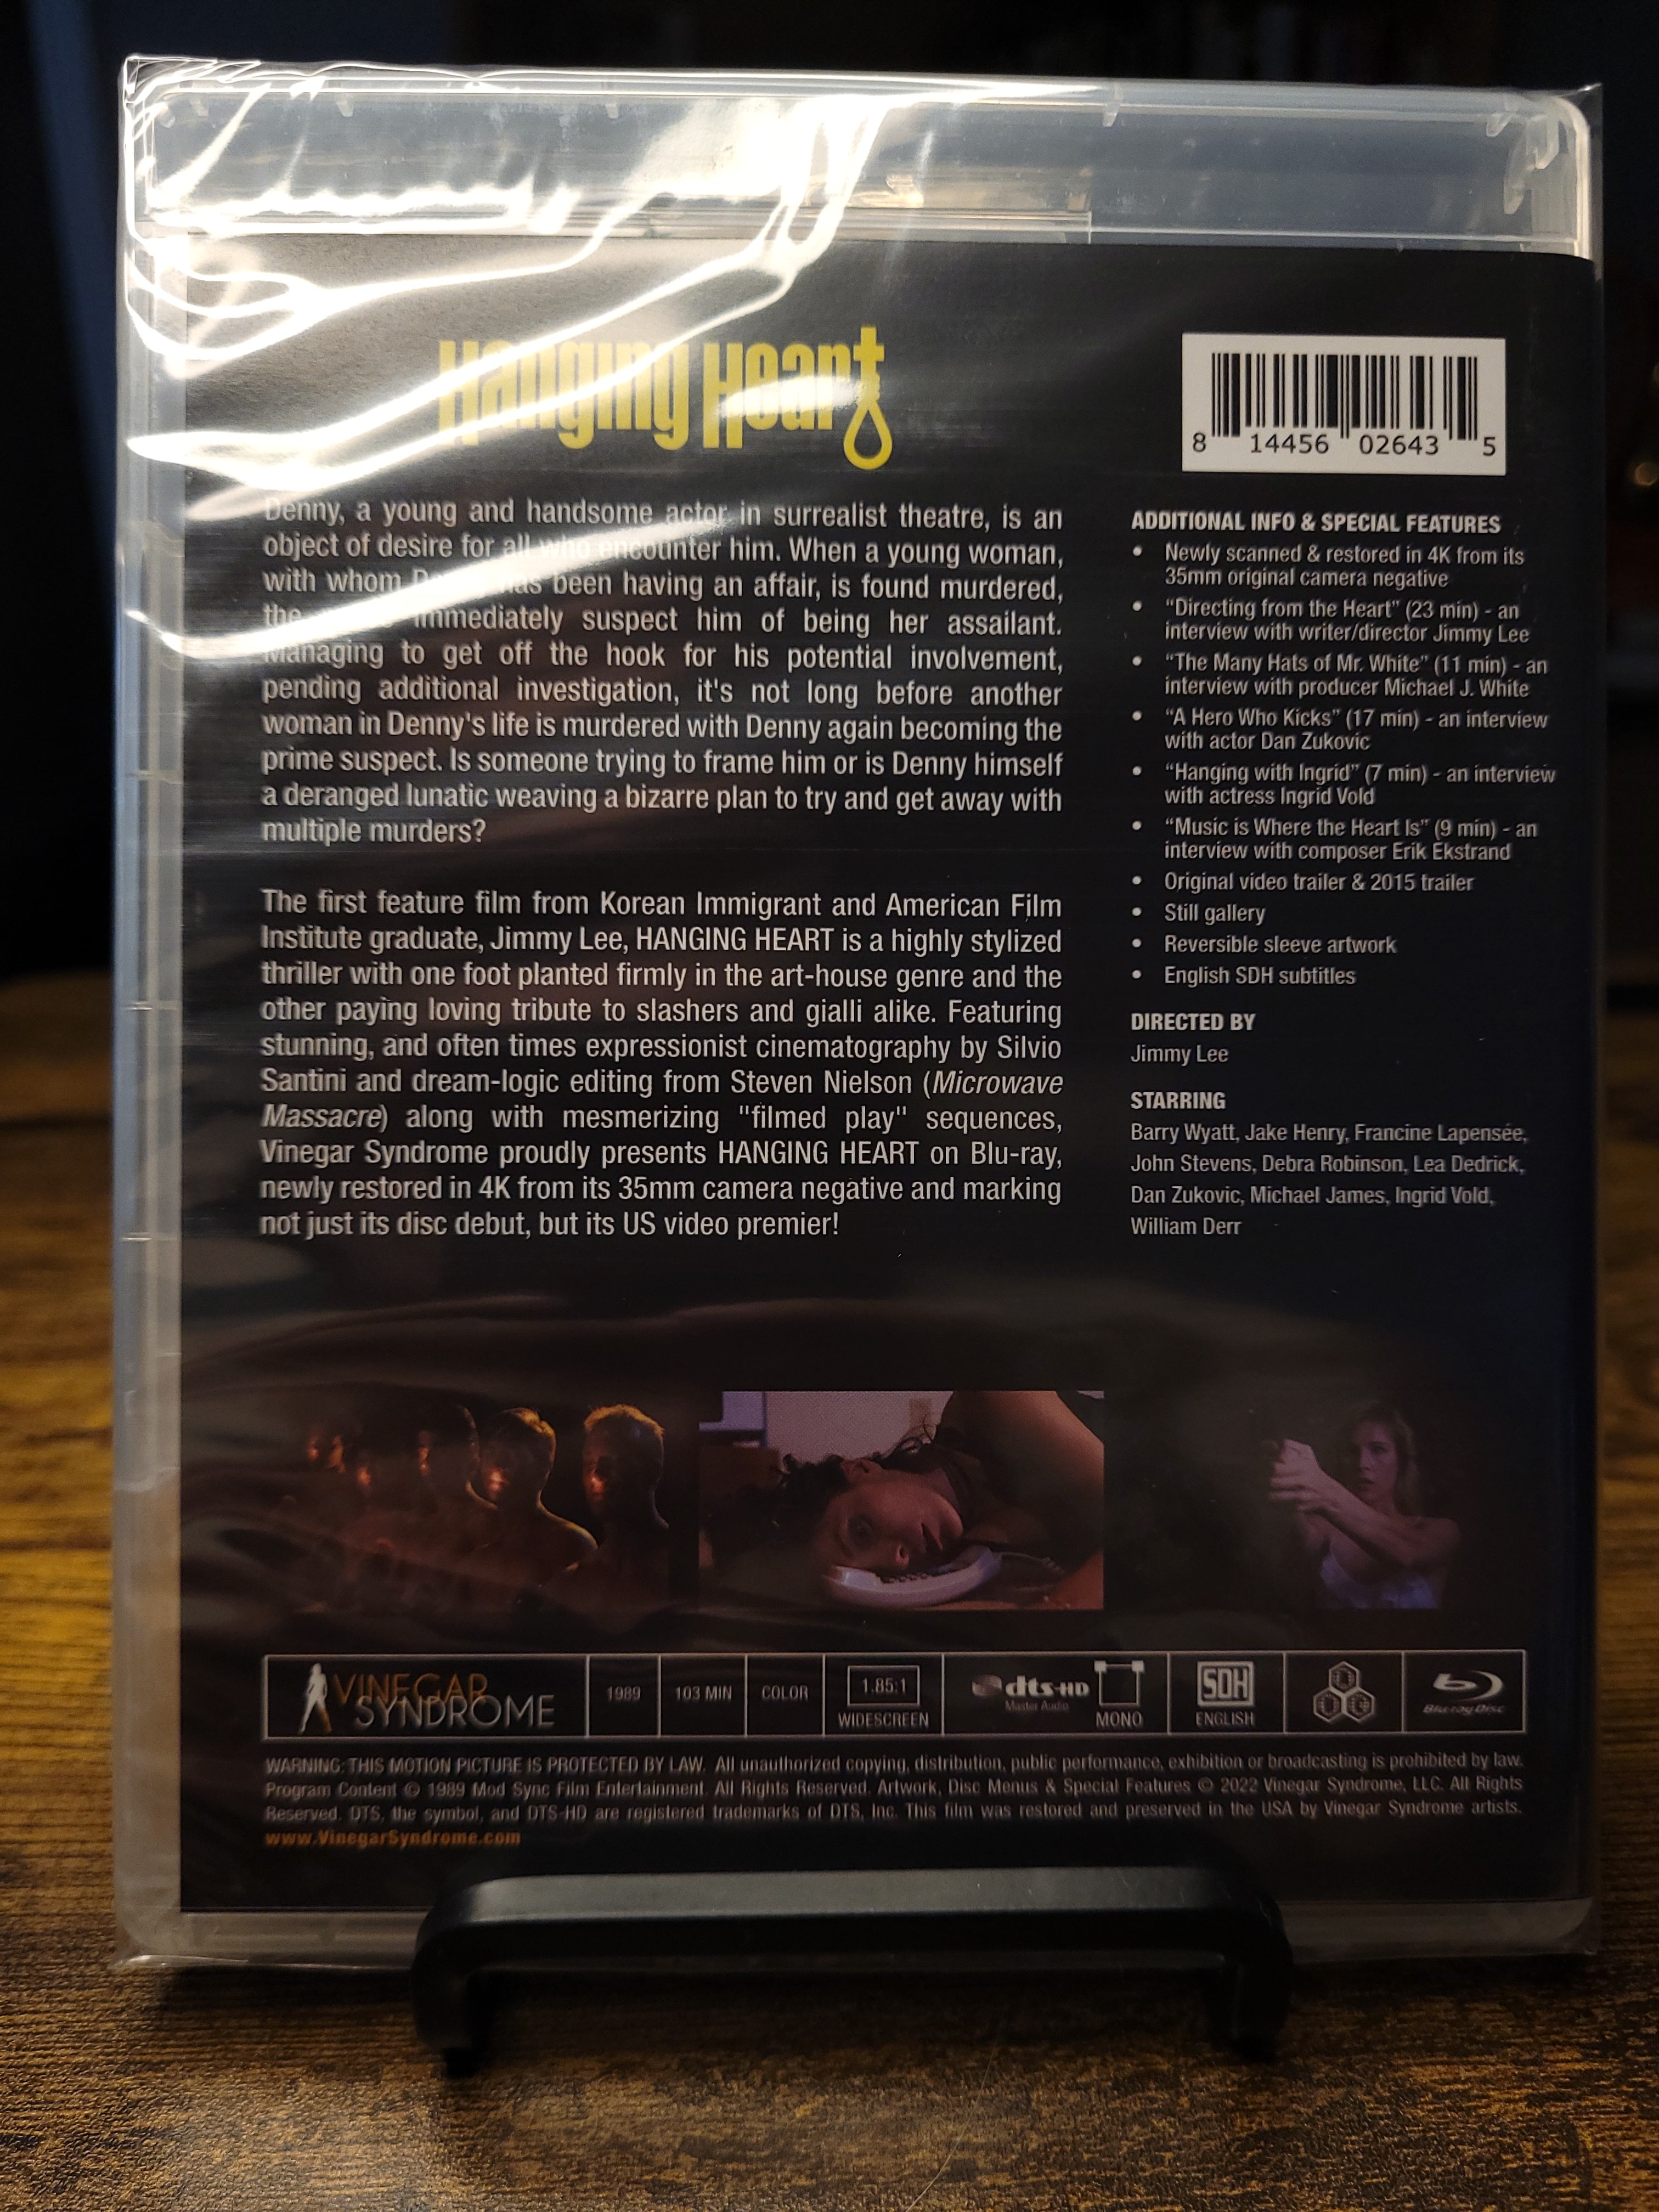 Hanging Heart
8 14456 02643 5
Denny, a young and handsome actor in surrealist theatre, is an
object of desire for all who encounter him. When a young woman,
with whom has been having an affair, is found murdered,
the immediately suspect him of being her assailant.
Managing to get off the hook for his potential involvement,
pending additional investigation, it's not long before another
woman in Denny's life is murdered with Denny again becoming the
prime suspect. Is someone trying to frame him or is Denny himself
a deranged lunatic weaving a bizarre plan to try and get away with
multiple murders?
The first feature film from Korean Immigrant and American Film
Institute graduate, Jimmy Lee, HANGING HEART is a highly stylized
thriller with one foot planted firmly in the art-house genre and the
other paying loving tribute to slashers and gialli alike. Featuring
stunning, and often times expressionist cinematography by Silvio
Santini and dream-logic editing from Steven Nielson (Microwave
Massacre) along with mesmerizing "filmed play" sequences,
Vinegar Syndrome proudly presents HANGING HEART on Blu-ray,
newly restored in 4K from its 35mm camera negative and marking
not just its disc debut, but its US video premier!
ADDITIONAL INFO & SPECIAL FEATURES
• Newly scanned & restored in 4K from its
35mm original camera negative
• “Directing from the Heart” (23 min) - an
interview with writer/director Jimmy Lee
• “The Many Hats of Mr. White” (11 min) - an
interview with producer Michael J. White
• “A Hero Who Kicks” (17 min) - an interview
with actor Dan Zukovic
• “Hanging with Ingrid” (7 min) - an interview
with actress Ingrid Vold
• “Music is Where the Heart Is” (9 min) - an
interview with composer Erik Ekstrand
• Original video trailer & 2015 trailer
• Still gallery
• Reversible sleeve artwork
• English SDH subtitles
DIRECTED BY
Jimmy Lee
STARRING
Barry Wyatt, Jake Henry, Francine Lapensée,
John Stevens, Debra Robinson, Lea Dedrick,
Dan Zukovic, Michael James, Ingrid Vold,
William Derr
VINEGAR
SYNDROME
1989
103 MIN
COLOR
1.85:1
WIDESCREEN
dts-HD
Master Audio
MONO
SDH
ENGLISH
Blu-ray Disc
WARNING: THIS MOTION PICTURE IS PROTECTED BY LAW. All unauthorized copying, distribution, public performance, exhibition or broadcasting is prohibited by law.
Program Content © 1989 Mod Sync Film Entertainment. All Rights Reserved. Artwork, Disc Menus & Special Features © 2022 Vinegar Syndrome, LLC. All Rights
Reserved. DTS, the symbol, and DTS-HD are registered trademarks of DTS, Inc. This film was restored and preserved in the USA by Vinegar Syndrome artists.
www.VinegarSyndrome.com